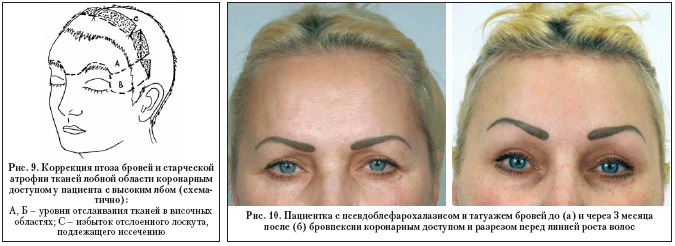 С
А
Б
Рис. 9. Коррекция птоза бровей и старческой
атрофии тканей лобной области коронарным
доступом у пациента с высоким лбом (схема-
тично):
А, Б – уровни отслаивания тканей в височных
областях; С – избыток отслоенного лоскута,
подлежащего иссечению
Рис. 10. Пациентка с псевдоблефарохалазисом и татуажем бровей до (а) и через 3 месяца
после (б) бровпексии коронарным доступом и разрезом перед линией роста волос